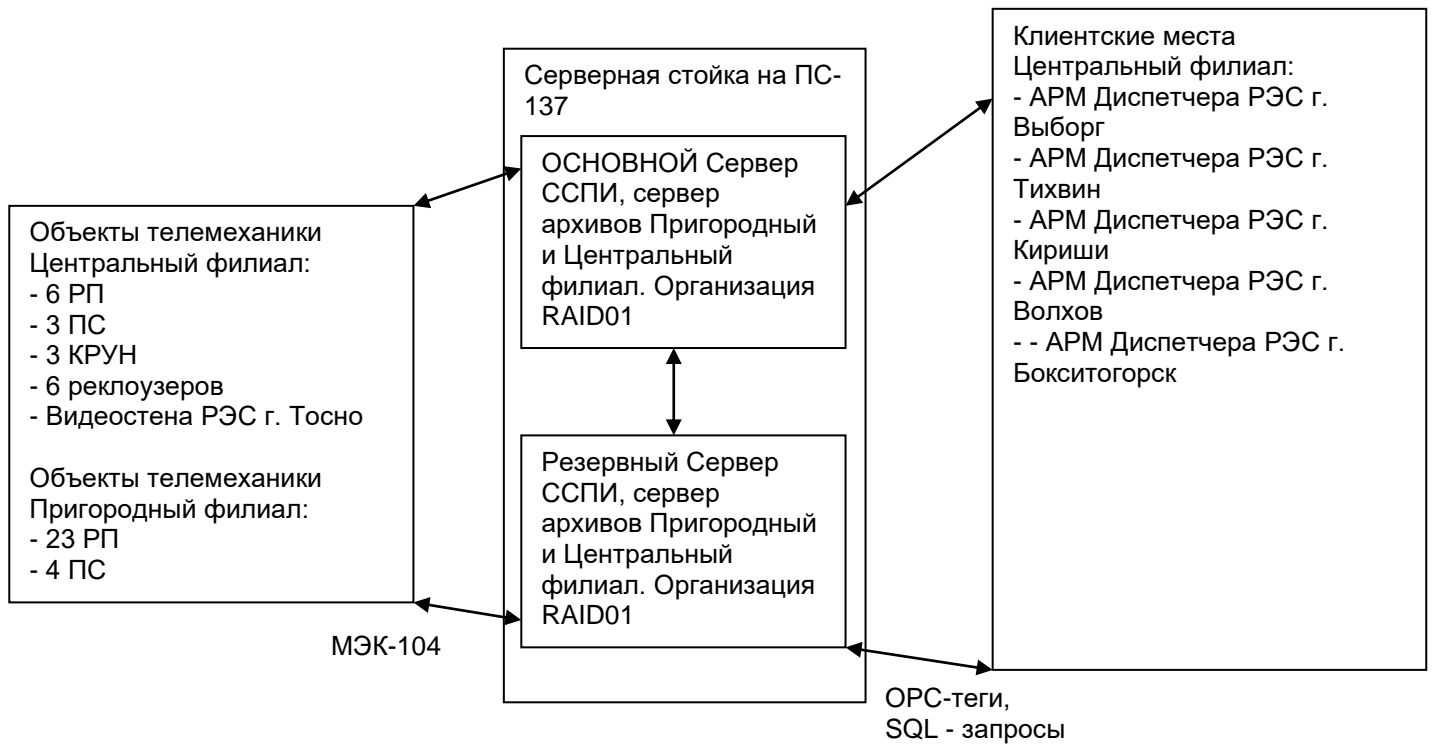 Объекты телемеханики
Центральный филиал:
- 6 РП
- 3 ПС
- 3 КРУН
- 6 реклоузеров
- Видеостена РЭС г. Тосно
Объекты телемеханики
Пригородный филиал:
- 23 РП
- 4 ПС
МЭК-104
Серверная стойка на ПС-
137
ОСНОВНОЙ Сервер
ССПИ, сервер
архивов Пригородный
и Центральный
филиал. Организация
RAID01
Резервный Сервер
ССПИ, сервер
архивов Пригородный
и Центральный
филиал. Организация
RAID01
Клиентские места
Центральный филиал:
- АРМ Диспетчера РЭС г.
Выборг
- АРМ Диспетчера РЭС г.
Тихвин
- АРМ Диспетчера РЭС г.
Кириши
- АРМ Диспетчера РЭС г.
Волхов
- - АРМ Диспетчера РЭС г.
Бокситогорск
OPC-теги,
SQL - запросы